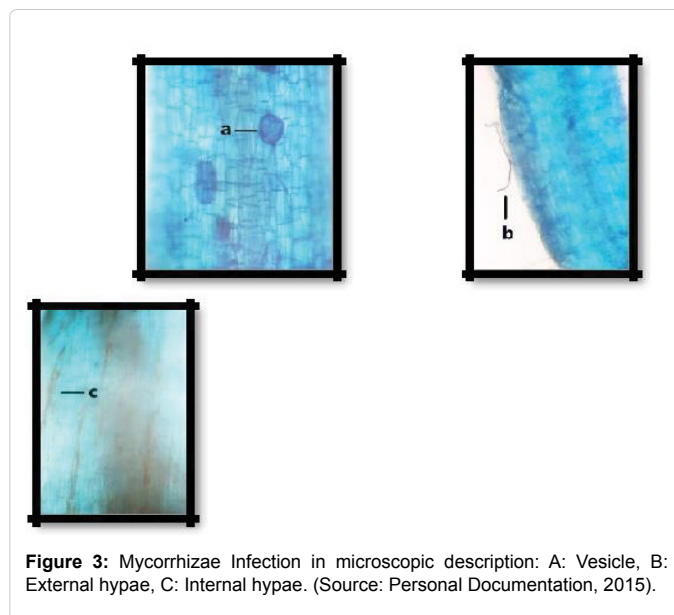 a
b
c
Figure 3: Mycorrhizae Infection in microscopic description: A: Vesicle, B:
External hypae, C: Internal hypae. (Source: Personal Documentation, 2015).